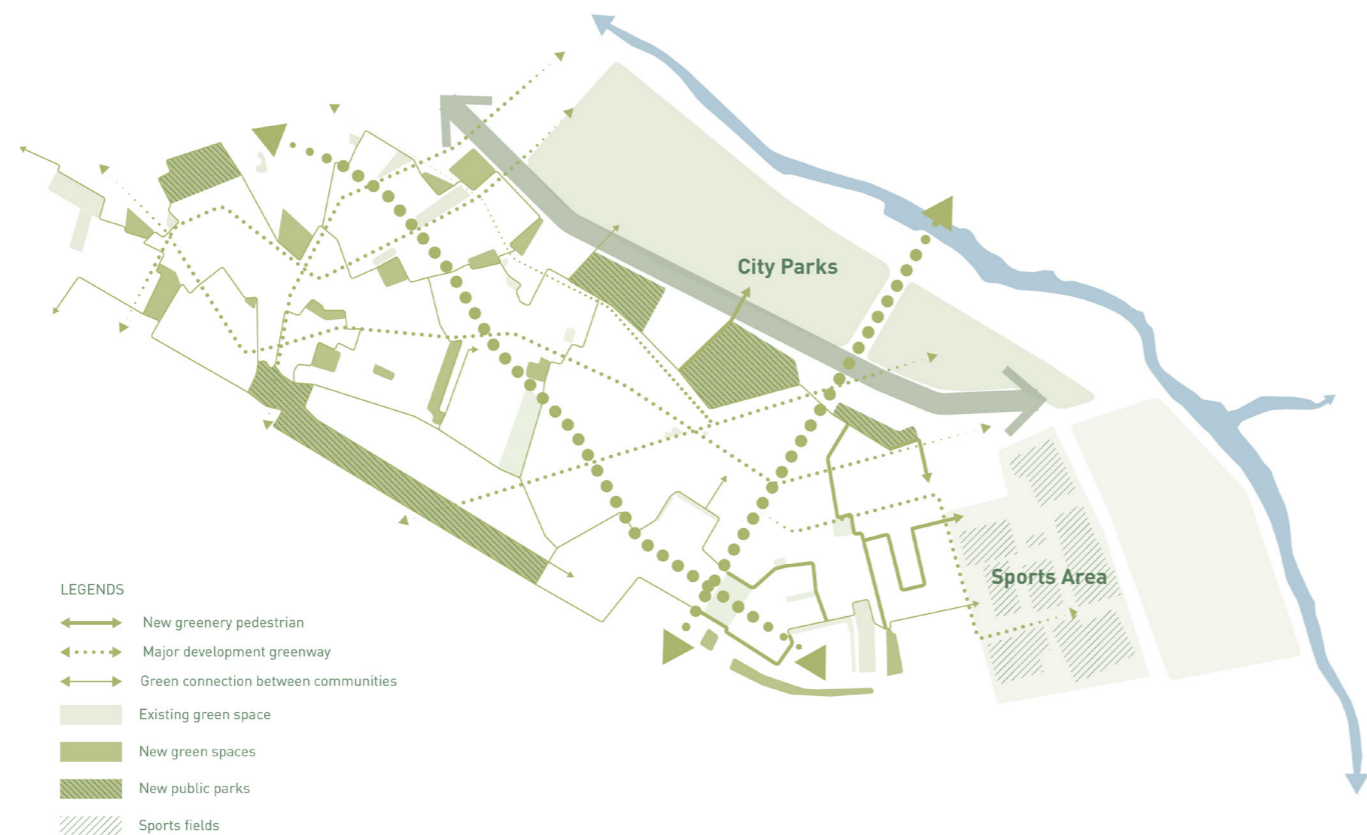 City Parks
Sports Area
LEGENDS
New greenery pedestrian
Major development greenway
Green connection between communities
Existing green space
New green spaces
New public parks
Sports fields